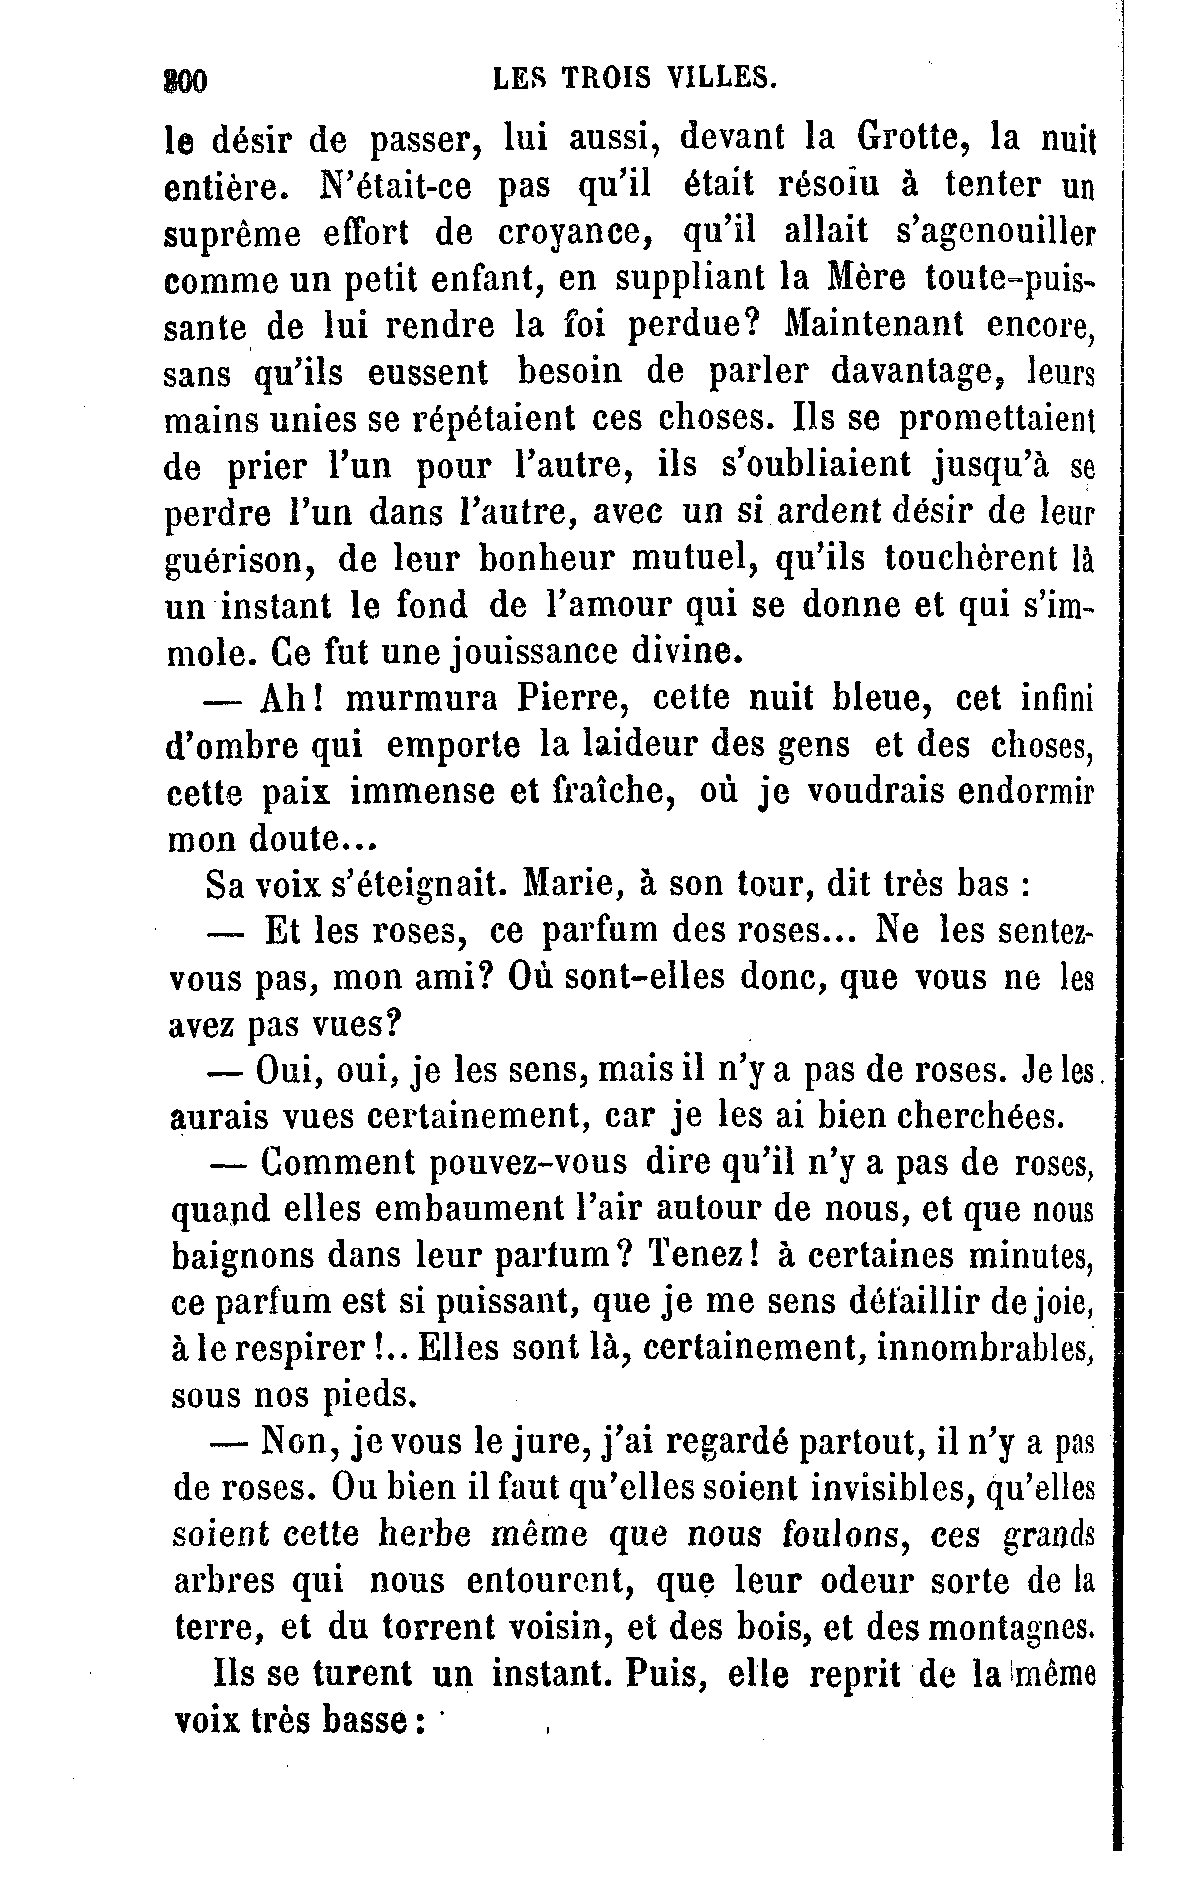 300 LES TROIS VILLES.
le désir de passer, lui aussi, devant la Grotte, la nuit
entière. N'était-ce pas qu'il était résolu à tenter un
suprême effort de croyance, qu'il allait s'agenouiller
comme un petit enfant, en suppliant la Mère toute-puis-
sante de lui rendre la foi perdue? Maintenant encore,
sans qu'ils eussent besoin de parler davantage, leurs
mains unies se répétaient ces choses. Ils se promettaient
de prier l'un pour l'autre, ils s'oubliaient jusqu'à se
perdre l'un dans l'autre, avec un si ardent désir de leur
guérison, de leur bonheur mutuel, qu'ils touchèrent là
un instant le fond de l'amour qui se donne et qui s'im-
mole. Ce fut une jouissance divine.
— Ah! murmura Pierre, cette nuit bleue, cet infini
d'ombre qui emporte la laideur des gens et des choses,
cette paix immense et fraîche, où je voudrais endormir
mon doute...
Sa voix s'éteignait. Marie, à son tour, dit très bas :
— Et les roses, ce parfum des roses... Ne les sentez-
vous pas, mon ami? Où sont-elles donc, que vous ne les
avez pas vues?
— Oui, oui, je les sens, mais il n'y a pas de roses. Je les
aurais vues certainement, car je les ai bien cherchées.
— Comment pouvez-vous dire qu'il n'y a pas de roses,
quand elles embaument l'air autour de nous, et que nous
baignons dans leur parfum? Tenez! à certaines minutes,
ce parfum est si puissant, que je me sens défaillir de joie,
à le respirer!.. Elles sont là, certainement, innombrables,
sous nos pieds.
— Non, je vous le jure, j'ai regardé partout, il n'y a pas
de roses. Ou bien il faut qu'elles soient invisibles, qu'elles
soient cette herbe même que nous foulons, ces grands
arbres qui nous entourent, que leur odeur sorte de la
terre, et du torrent voisin, et des bois, et des montagnes.
Ils se turent un instant. Puis, elle reprit de la même
voix très basse :